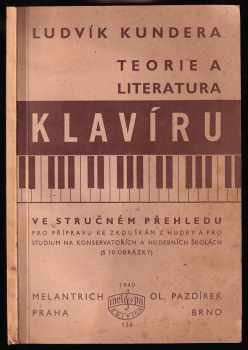 LUDVÍK KUNDERA
TEORIE A
LITERATURA
KLAVÍRU
VE STRUČNÉM PŘEHLEDU
PRO PŘÍPRAVU KE ZKOUŠKÁM Z HUDBY A PRO
STUDIUM NA KONSERVATOŘÍCH A HUDEBNÍCH ŠKOLÁCH
(S 10 OBRÁZKY)
1940
MELANTRICH OL. PAZDÍREK
PRAHA BRNO